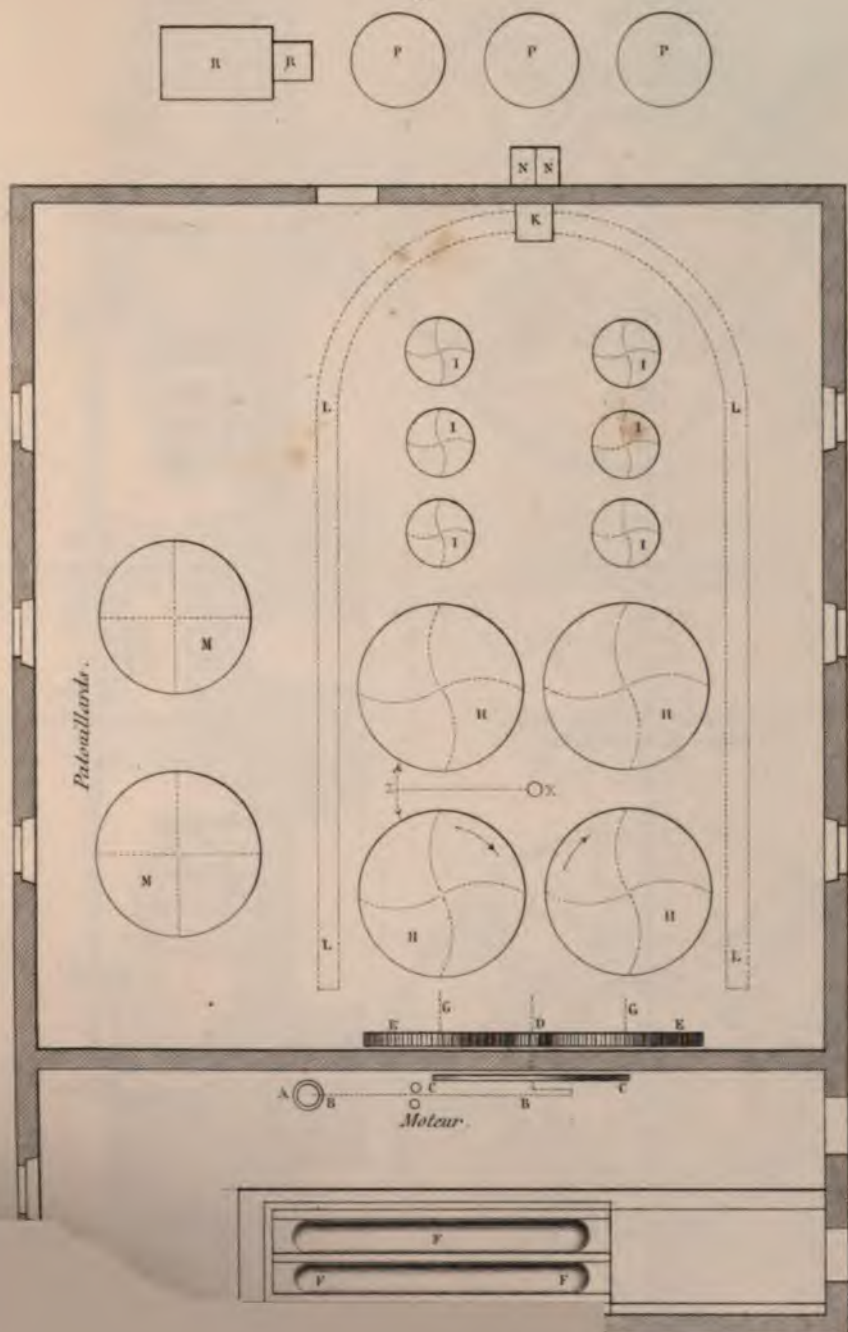 R R P P P
N N
K
I I
L L
I I
I I
M
H H
Patouillards.
K
M
H H
L L
G G
E D E
A B C B C
Moteur.
F
F F